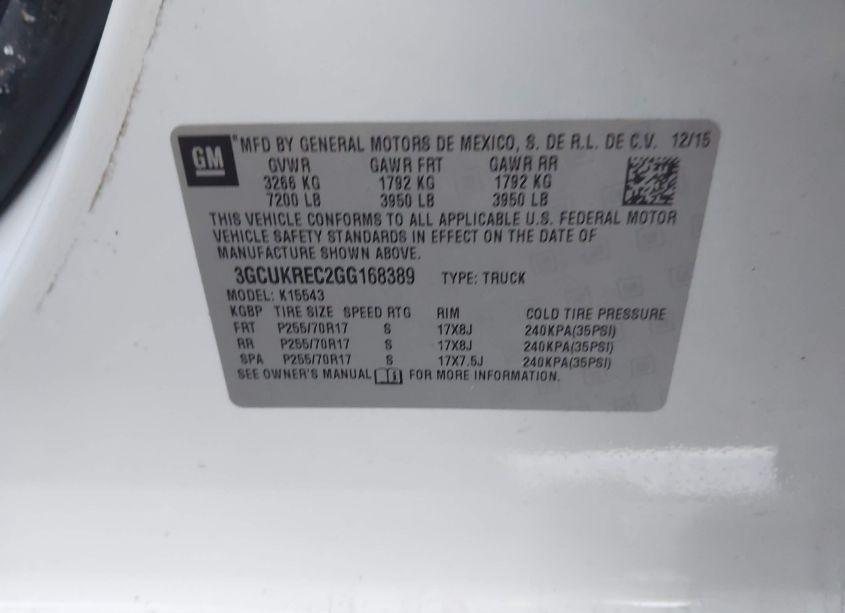 GM
MFD BY GENERAL MOTORS DE MEXICO, S. DE R.L. DE C.V. 12/15
GVWR GAWR FRT GAWR RR
3266 KG 1792 KG 1792 KG
7200 LB 3950 LB 3950 LB
THIS VEHICLE CONFORMS TO ALL APPLICABLE U.S. FEDERAL MOTOR
VEHICLE SAFETY STANDARDS IN EFFECT ON THE DATE OF
MANUFACTURE SHOWN ABOVE.
3GCUKREC2GG168389 TYPE: TRUCK
MODEL: K15543
KGBP TIRE SIZE SPEED RTG RIM COLD TIRE PRESSURE
FRT P255/70R17 S 17X8J 240KPA(35PSI)
RR P255/70R17 S 17X8J 240KPA(35PSI)
SPA P255/70R17 S 17X7.5J 240KPA(35PSI)
SEE OWNER'S MANUAL FOR MORE INFORMATION.